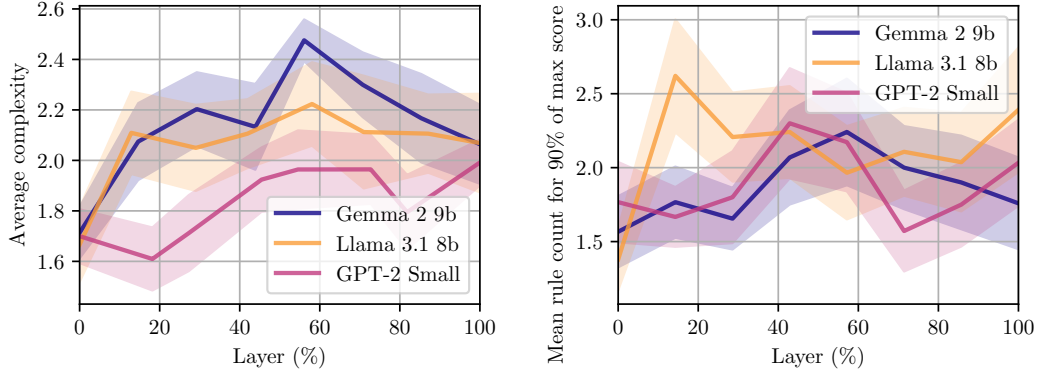 Average complexity
2.6
2.4
2.2
2.0
1.8
1.6
0 20 40 60 80 100
Layer (%)
Gemma 2 9b
Llama 3.1 8b
GPT-2 Small
Mean rule count for 90% of max score
3.0
2.5
2.0
1.5
0 20 40 60 80 100
Layer (%)
Gemma 2 9b
Llama 3.1 8b
GPT-2 Small